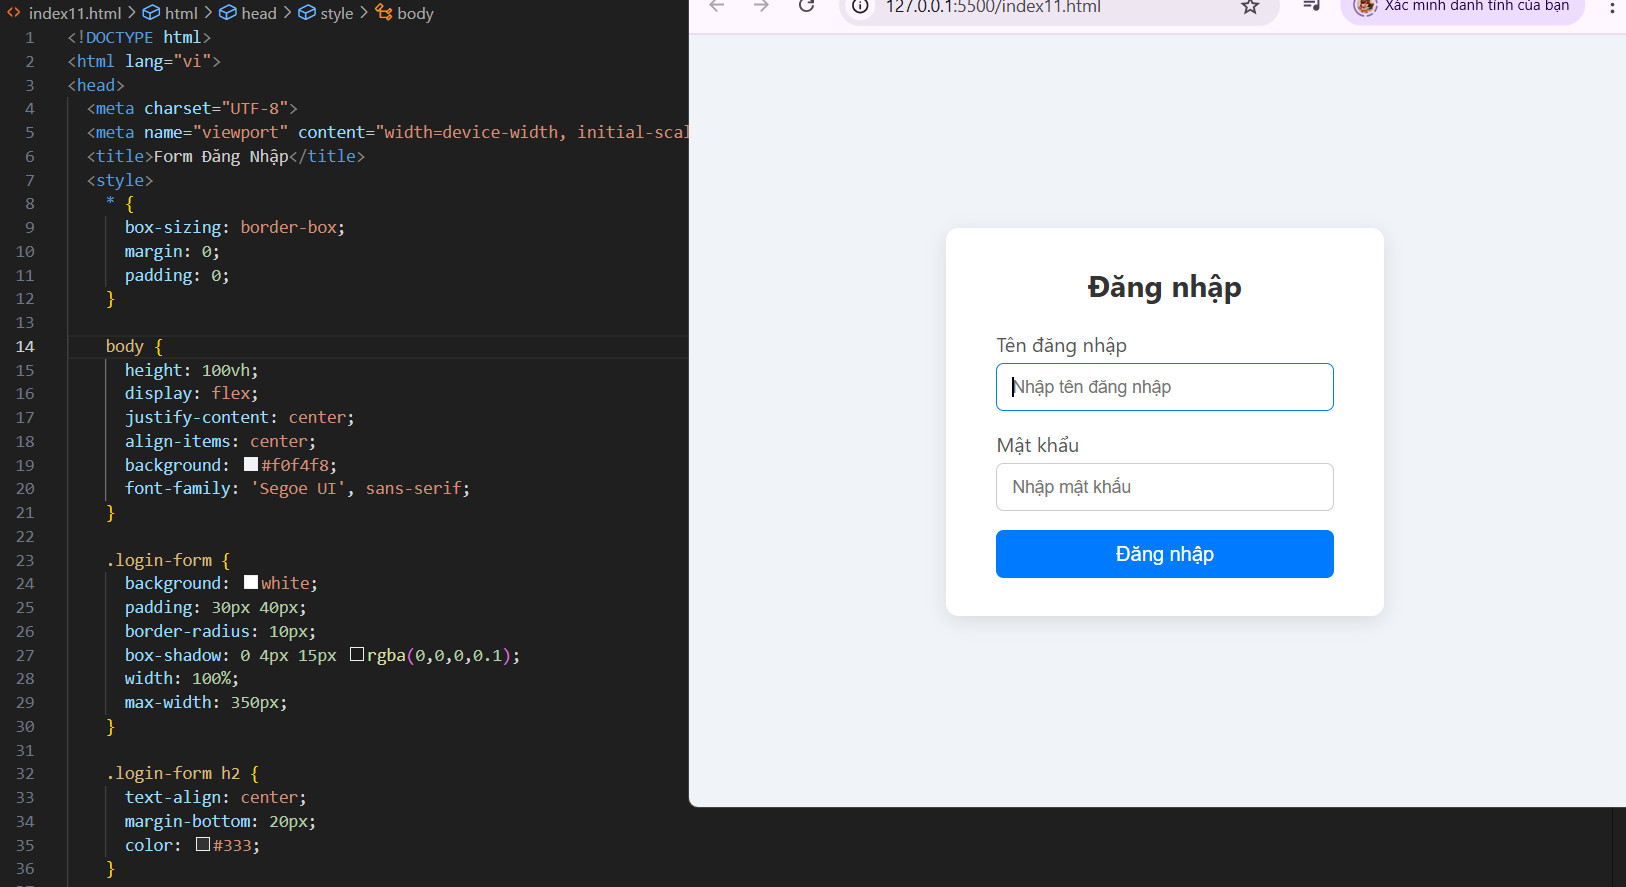 index11.html > html > head > style > body
1 <!DOCTYPE html>
2 <html lang="vi">
3 <head>
4 <meta charset="UTF-8">
5 <meta name="viewport" content="width=device-width, initial-scal
6 <title>Form Đăng Nhập</title>
7 <style>
8 * {
9 box-sizing: border-box;
10 margin: 0;
11 padding: 0;
12 }
13
14 body {
15 height: 100vh;
16 display: flex;
17 justify-content: center;
18 align-items: center;
19 background: #f0f4f8;
20 font-family: 'Segoe UI', sans-serif;
21 }
22
23 .login-form {
24 background: white;
25 padding: 30px 40px;
26 border-radius: 10px;
27 box-shadow: 0 4px 15px rgba(0,0,0,0.1);
28 width: 100%;
29 max-width: 350px;
30 }
31
32 .login-form h2 {
33 text-align: center;
34 margin-bottom: 20px;
35 color: #333;
36 }
127.0.0.1:5500/index11.html
Xác minh danh tính của bạn
Đăng nhập
Tên đăng nhập
Nhập tên đăng nhập
Mật khẩu
Nhập mật khẩu
Đăng nhập